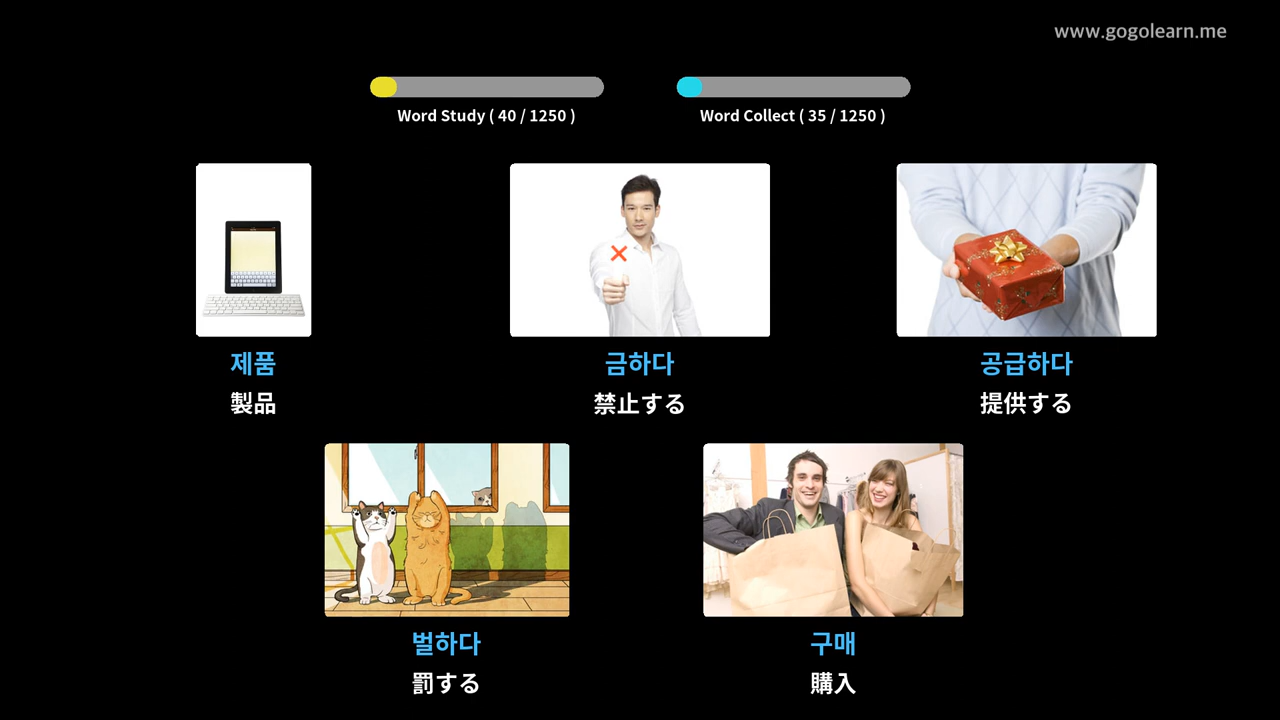 www.gogolearn.me
Word Study ( 40 / 1250 )
Word Collect ( 35 / 1250 )
제품
금하다
공급하다
製品
禁止する
提供する
벌하다
구매
罰する
購入